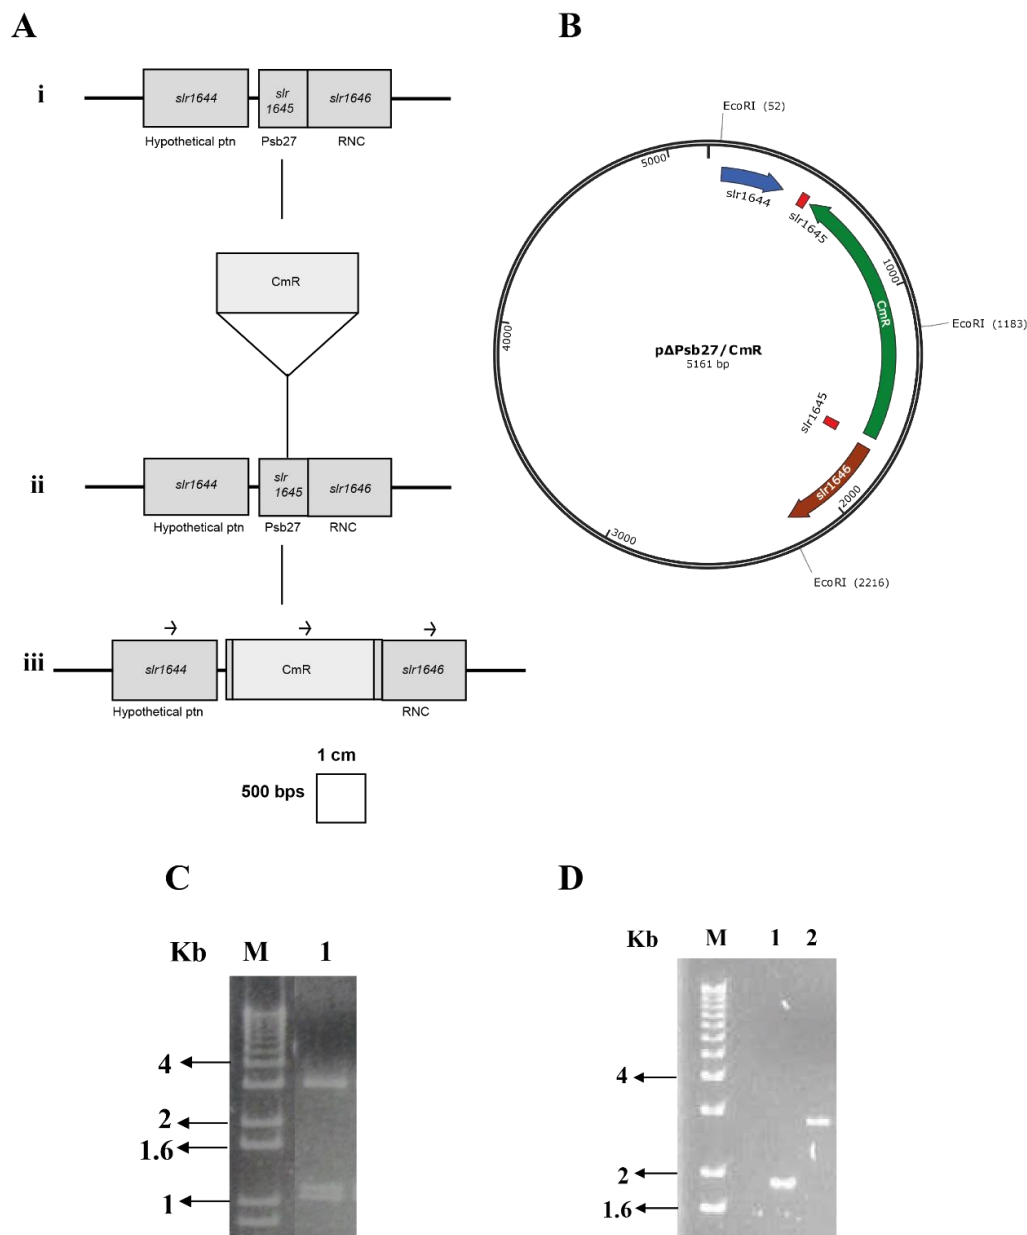 A
i
slr1644
slr
1645
slr1646
Hypothetical ptn
Psb27
RNC
CmR
ii
slr1644
slr
1645
slr1646
Hypothetical ptn
Psb27
RNC
iii
slr1644
CmR
slr1646
Hypothetical ptn
RNC
1 cm
500 bps
B
EcoRI (52)
5000
slr1644
slr1645
1000
CmR
EcoRI (1183)
4000
pΔPsb27/CmR
5161 bp
slr1645
slr1646
2000
3000
EcoRI (2216)
C
Kb M 1
4
2
1.6
1
D
Kb M 1 2
4
2
1.6